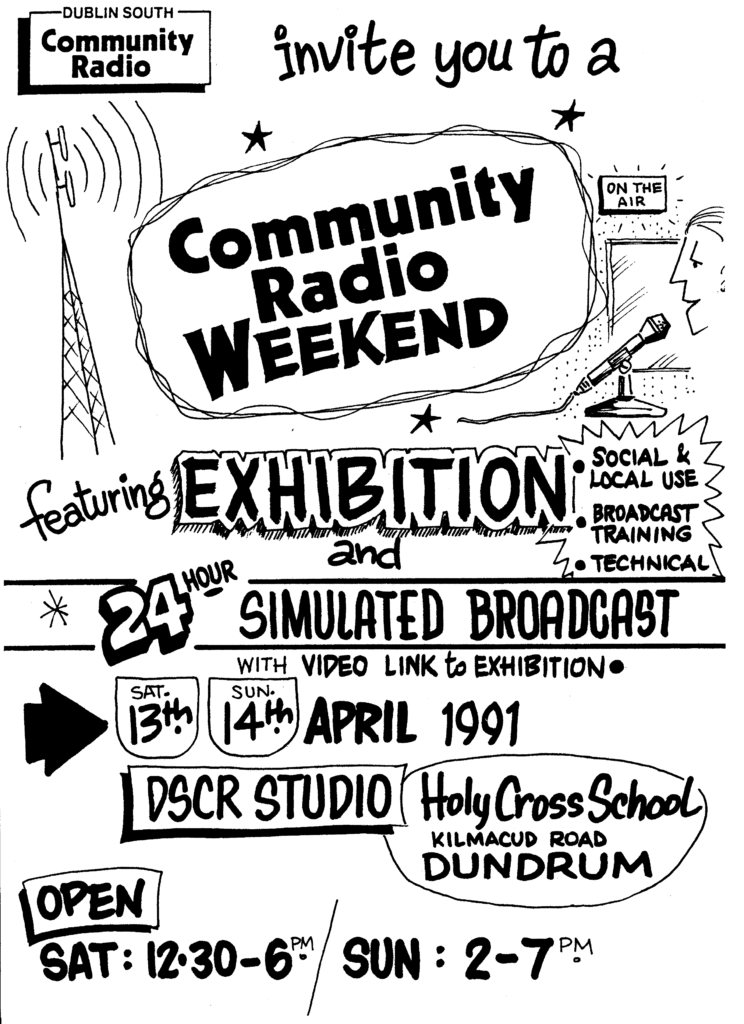 DUBLIN SOUTH
Community
Radio
invite you to a
Community
Radio
WEEKEND
ON THE
AIR
featuring EXHIBITION
• SOCIAL &
LOCAL USE
• BROADCAST
TRAINING
• TECHNICAL
and
* 24 HOUR SIMULATED BROADCAST
WITH VIDEO LINK to EXHIBITION •
SAT. 13th SUN. 14th APRIL 1991
DSCR STUDIO
Holy Cross School
KILMACUD ROAD
DUNDRUM
OPEN
SAT: 12.30-6PM / SUN: 2-7PM